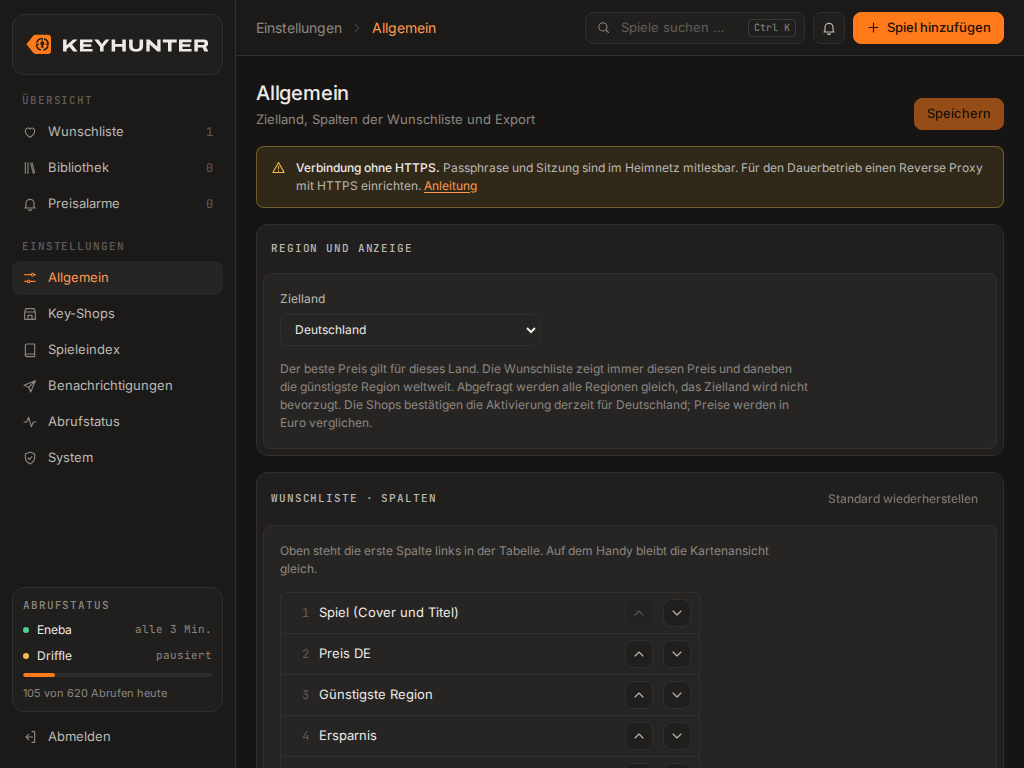 KEYHUNTER
ÜBERSICHT
Wunschliste 1
Bibliothek 0
Preisalarme 0
EINSTELLUNGEN
Allgemein
Key-Shops
Spieleindex
Benachrichtigungen
Abrufstatus
System
ABRUFSTATUS
Eneba alle 3 Min.
Driffle pausiert
105 von 620 Abrufen heute
Abmelden
Einstellungen Allgemein
Spiele suchen ... Ctrl K
Spiel hinzufügen
Allgemein
Zielland, Spalten der Wunschliste und Export
Speichern
Verbindung ohne HTTPS. Passphrase und Sitzung sind im Heimnetz mitlesbar. Für den Dauerbetrieb einen Reverse Proxy
mit HTTPS einrichten. Anleitung
REGION UND ANZEIGE
Zielland
Deutschland
Der beste Preis gilt für dieses Land. Die Wunschliste zeigt immer diesen Preis und daneben
die günstigste Region weltweit. Abgefragt werden alle Regionen gleich, das Zielland wird nicht
bevorzugt. Die Shops bestätigen die Aktivierung derzeit für Deutschland; Preise werden in
Euro verglichen.
WUNSCHLISTE · SPALTEN
Standard wiederherstellen
Oben steht die erste Spalte links in der Tabelle. Auf dem Handy bleibt die Kartenansicht
gleich.
1 Spiel (Cover und Titel)
2 Preis DE
3 Günstigste Region
4 Ersparnis